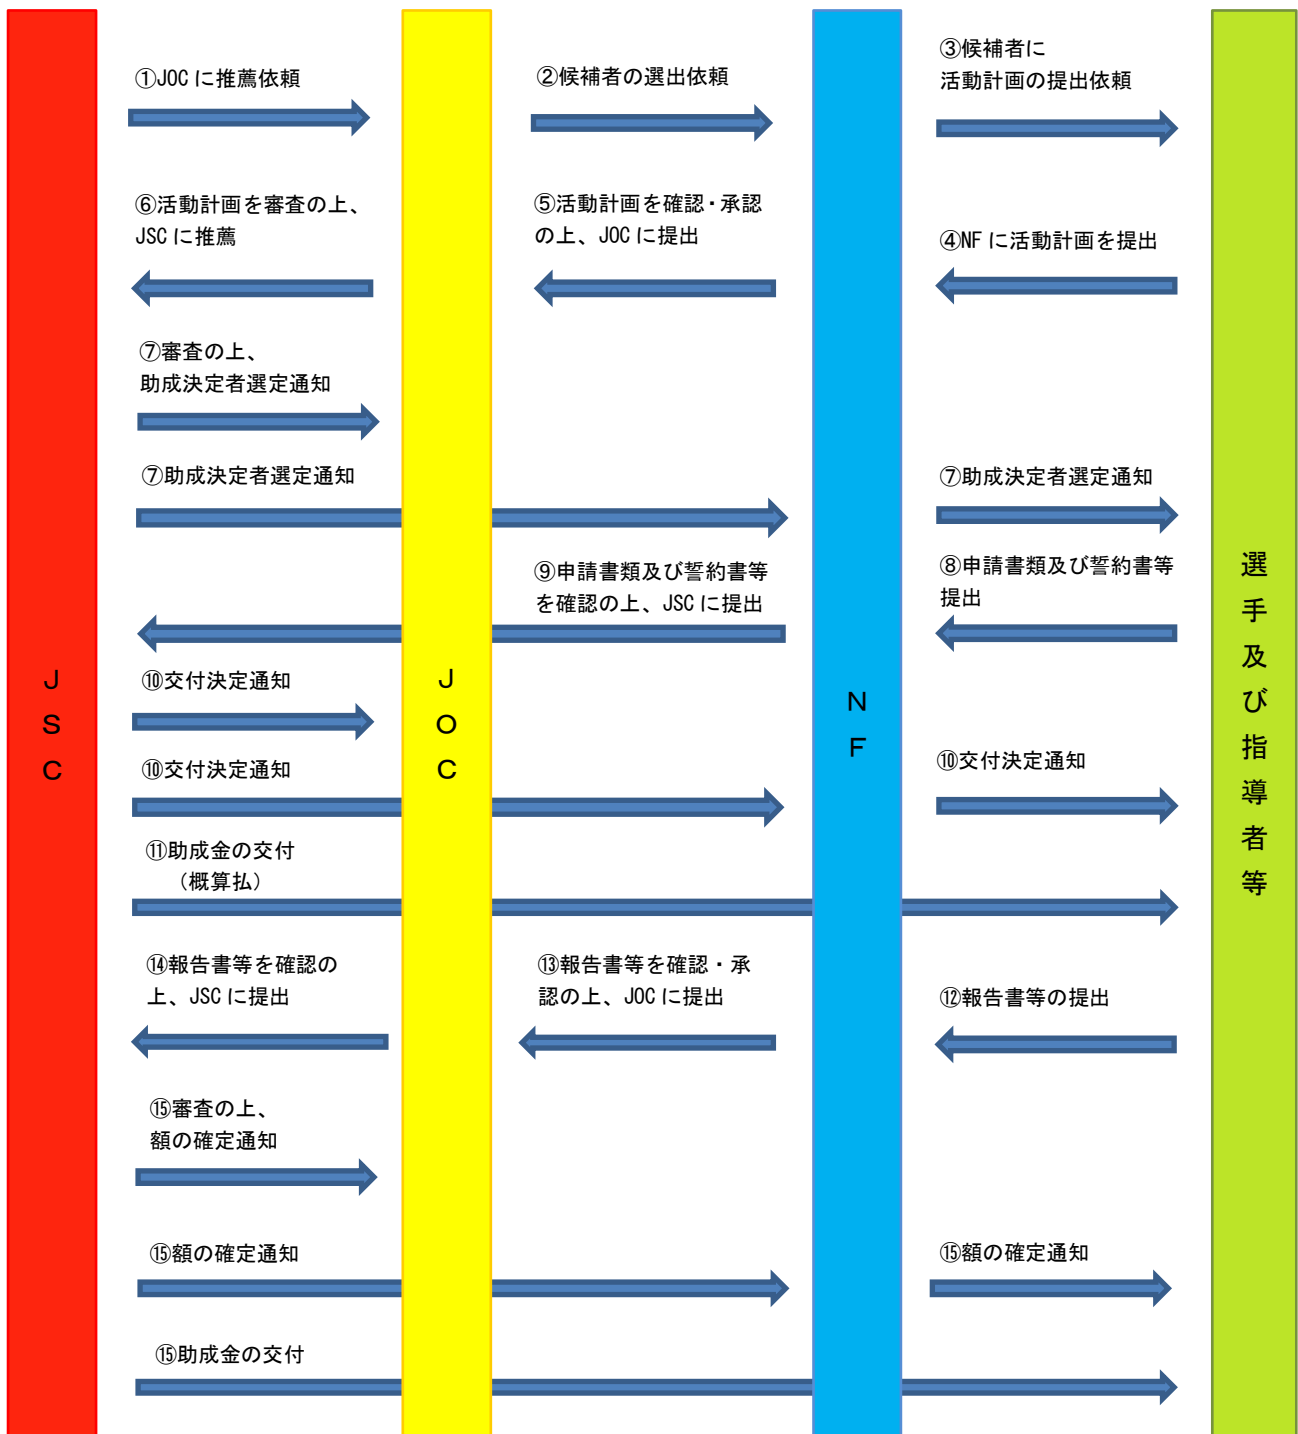 ①JOCに推薦依頼
②候補者の選出依頼
③候補者に
活動計画の提出依頼
⑥活動計画を審査の上、
JSCに推薦
⑤活動計画を確認・承認
の上、JOCに提出
④NFに活動計画を提出
⑦審査の上、
助成決定者選定通知
⑦助成決定者選定通知
⑦助成決定者選定通知
⑨申請書類及び誓約書等
を確認の上、JSCに提出
⑧申請書類及び誓約書等
提出
JSC
JOC
NF
選手及び指導者等
⑩交付決定通知
⑩交付決定通知
⑩交付決定通知
⑪助成金の交付
（概算払）
⑭報告書等を確認の
上、JSCに提出
⑬報告書等を確認・承
認の上、JOCに提出
⑫報告書等の提出
⑮審査の上、
額の確定通知
⑮額の確定通知
⑮額の確定通知
⑮助成金の交付